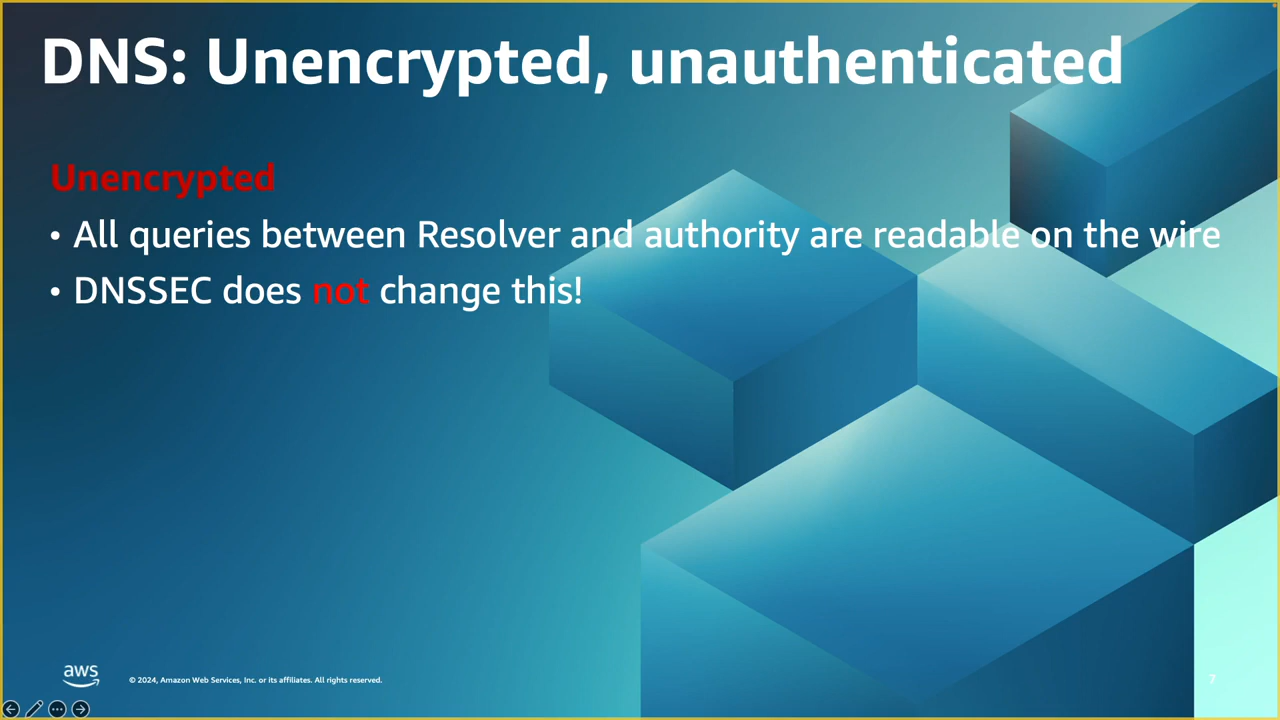 DNS: Unencrypted, unauthenticated
Unencrypted
• All queries between Resolver and authority are readable on the wire
• DNSSEC does not change this!
aws
© 2024, Amazon Web Services, Inc. or its affiliates. All rights reserved.
7